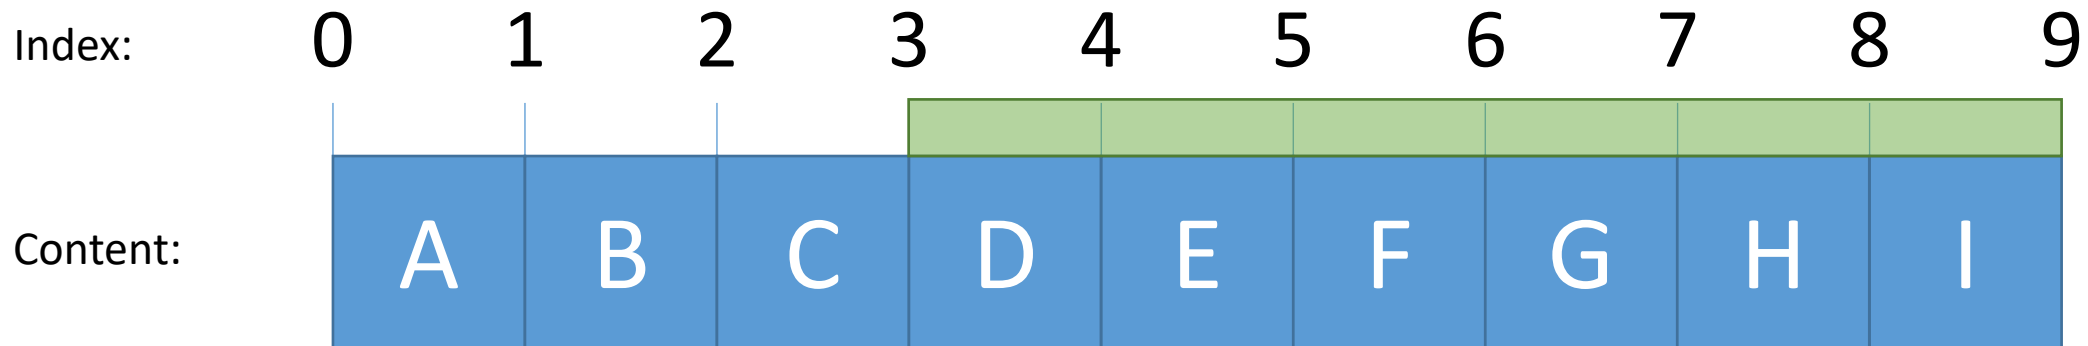 Index: 0 1 2 3 4 5 6 7 8 9
Content: A B C D E F G H I